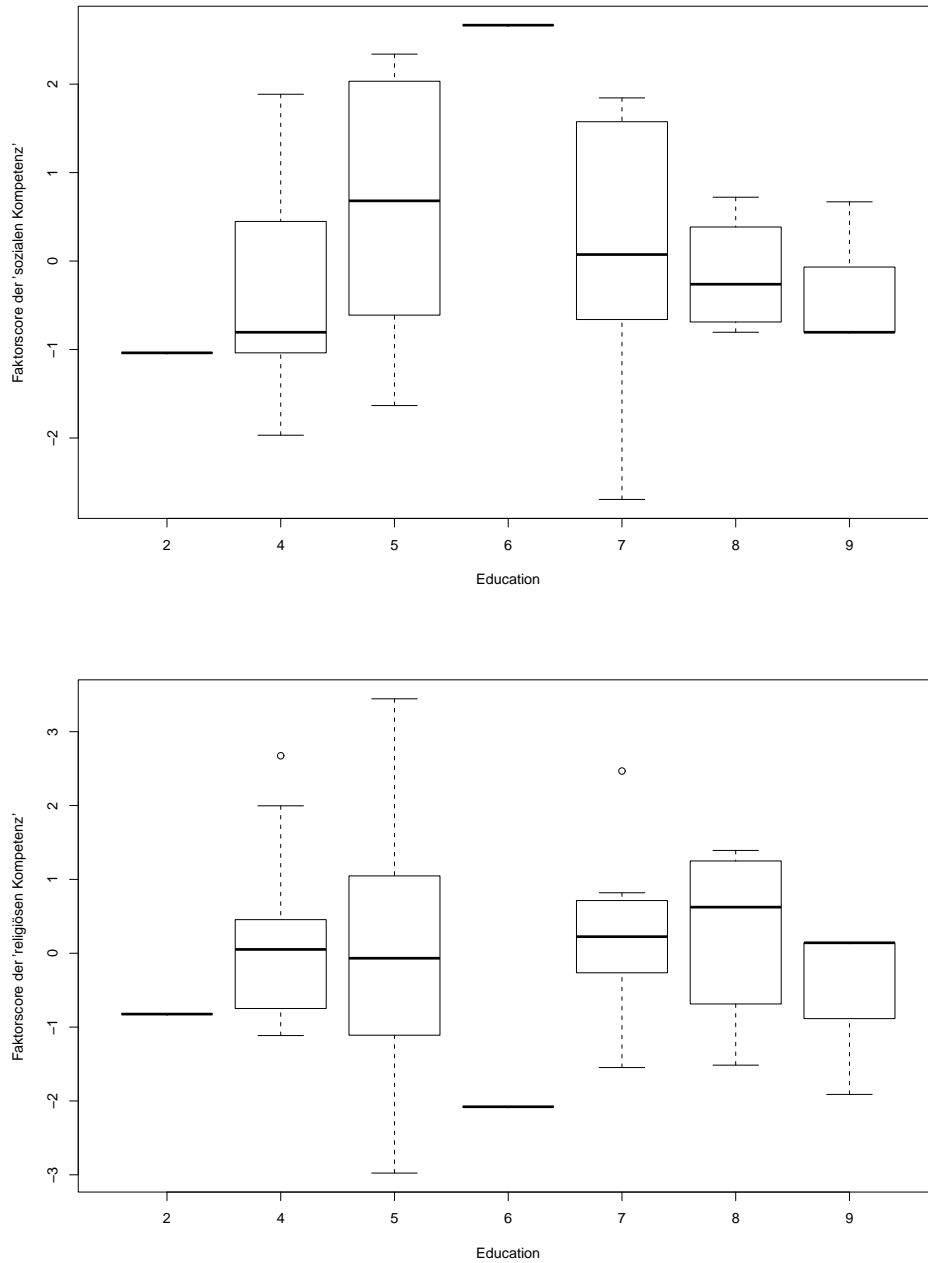 Faktorscore der 'sozialen Kompetenz'
2
1
0
−1
−2
2 4 5 6 7 8 9
Education
Faktorscore der 'religiösen Kompetenz'
3
2
1
0
−1
−2
−3
2 4 5 6 7 8 9
Education